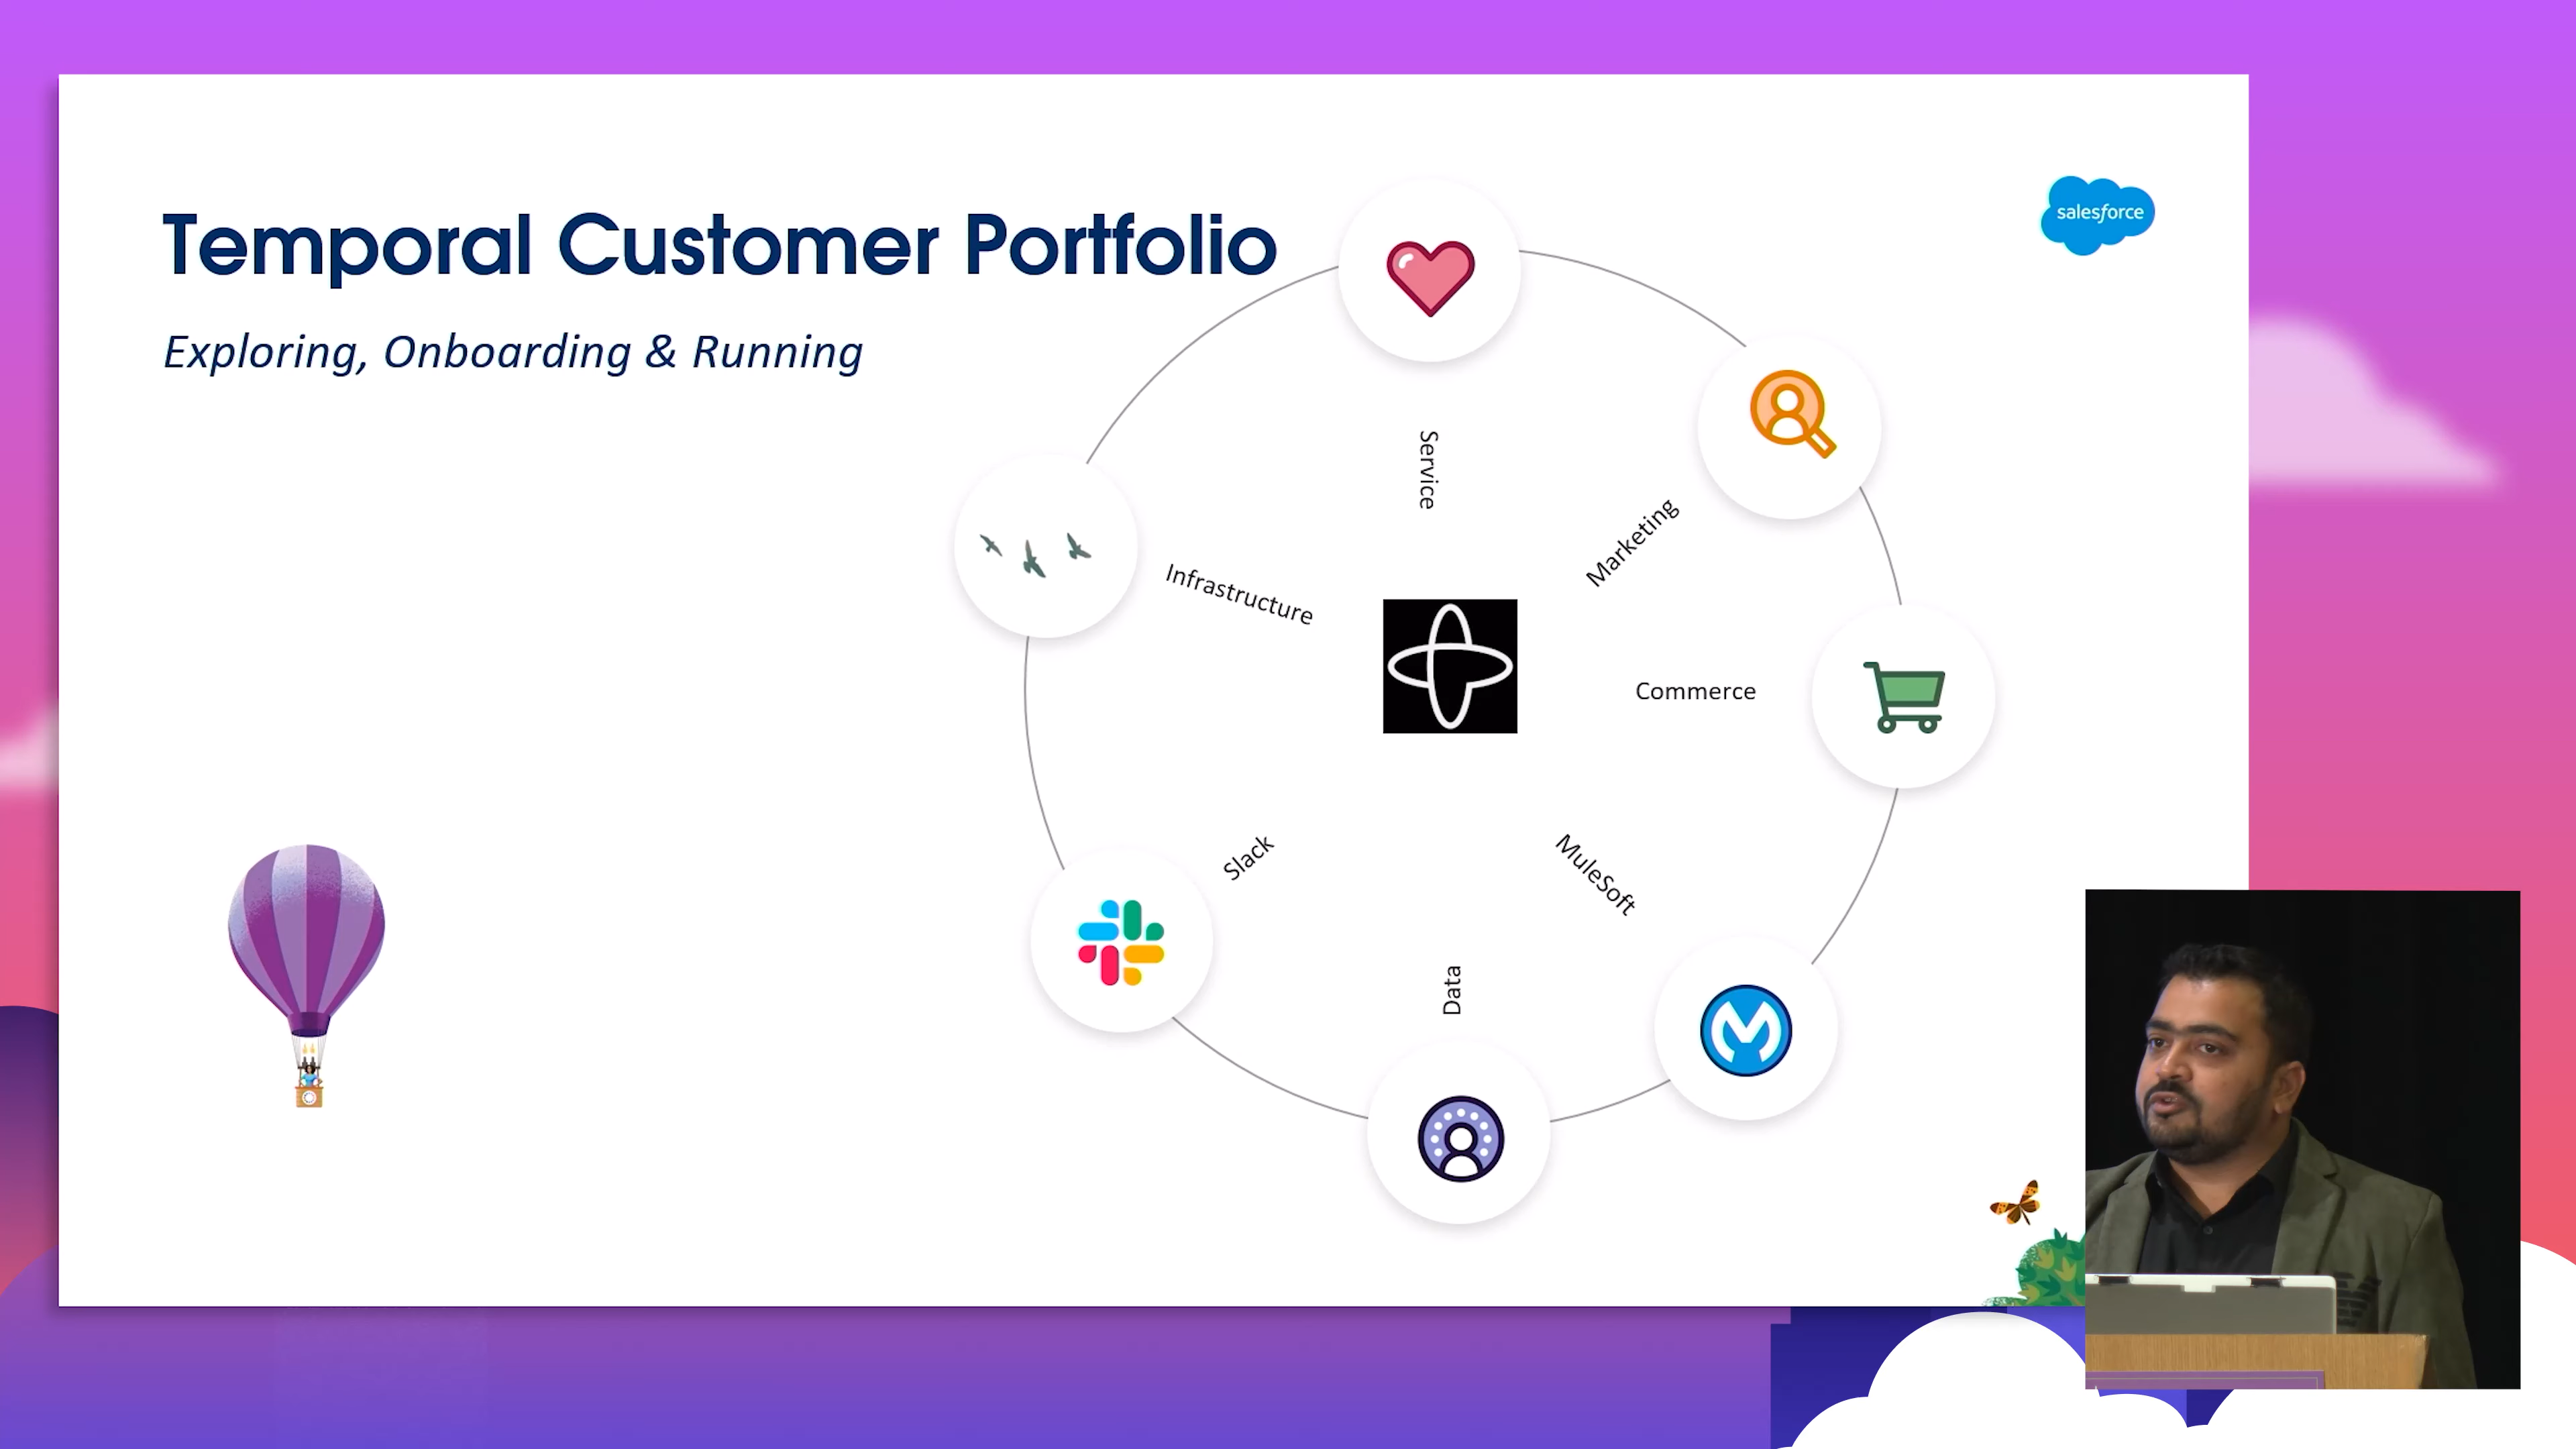 Temporal Customer Portfolio
Exploring, Onboarding & Running
salesforce
Service
Marketing
Infrastructure
Commerce
Slack
MuleSoft
Data